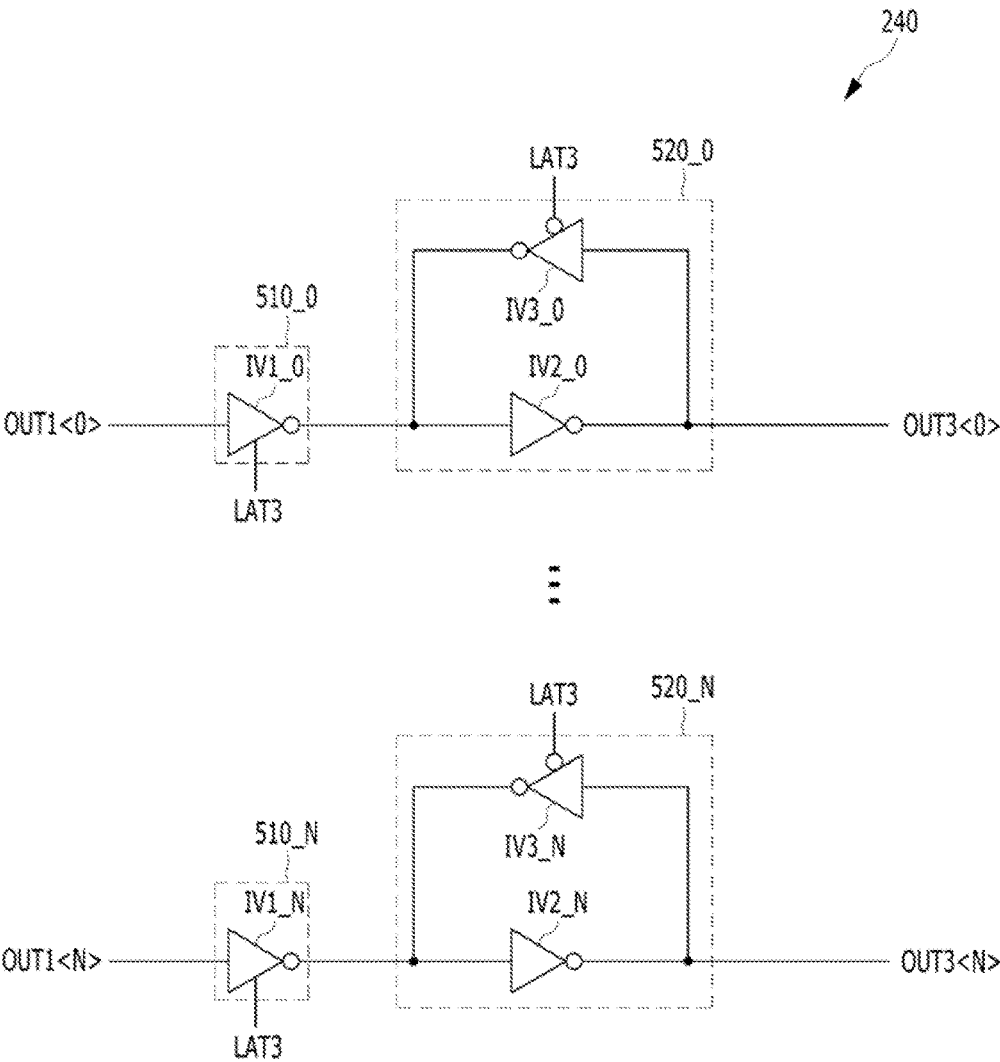 240
LAT3
520_0
IV3_0
510_0
IV1_0
IV2_0
OUT1<0>
OUT3<0>
LAT3
LAT3
520_N
IV3_N
510_N
IV1_N
IV2_N
OUT1<N>
OUT3<N>
LAT3